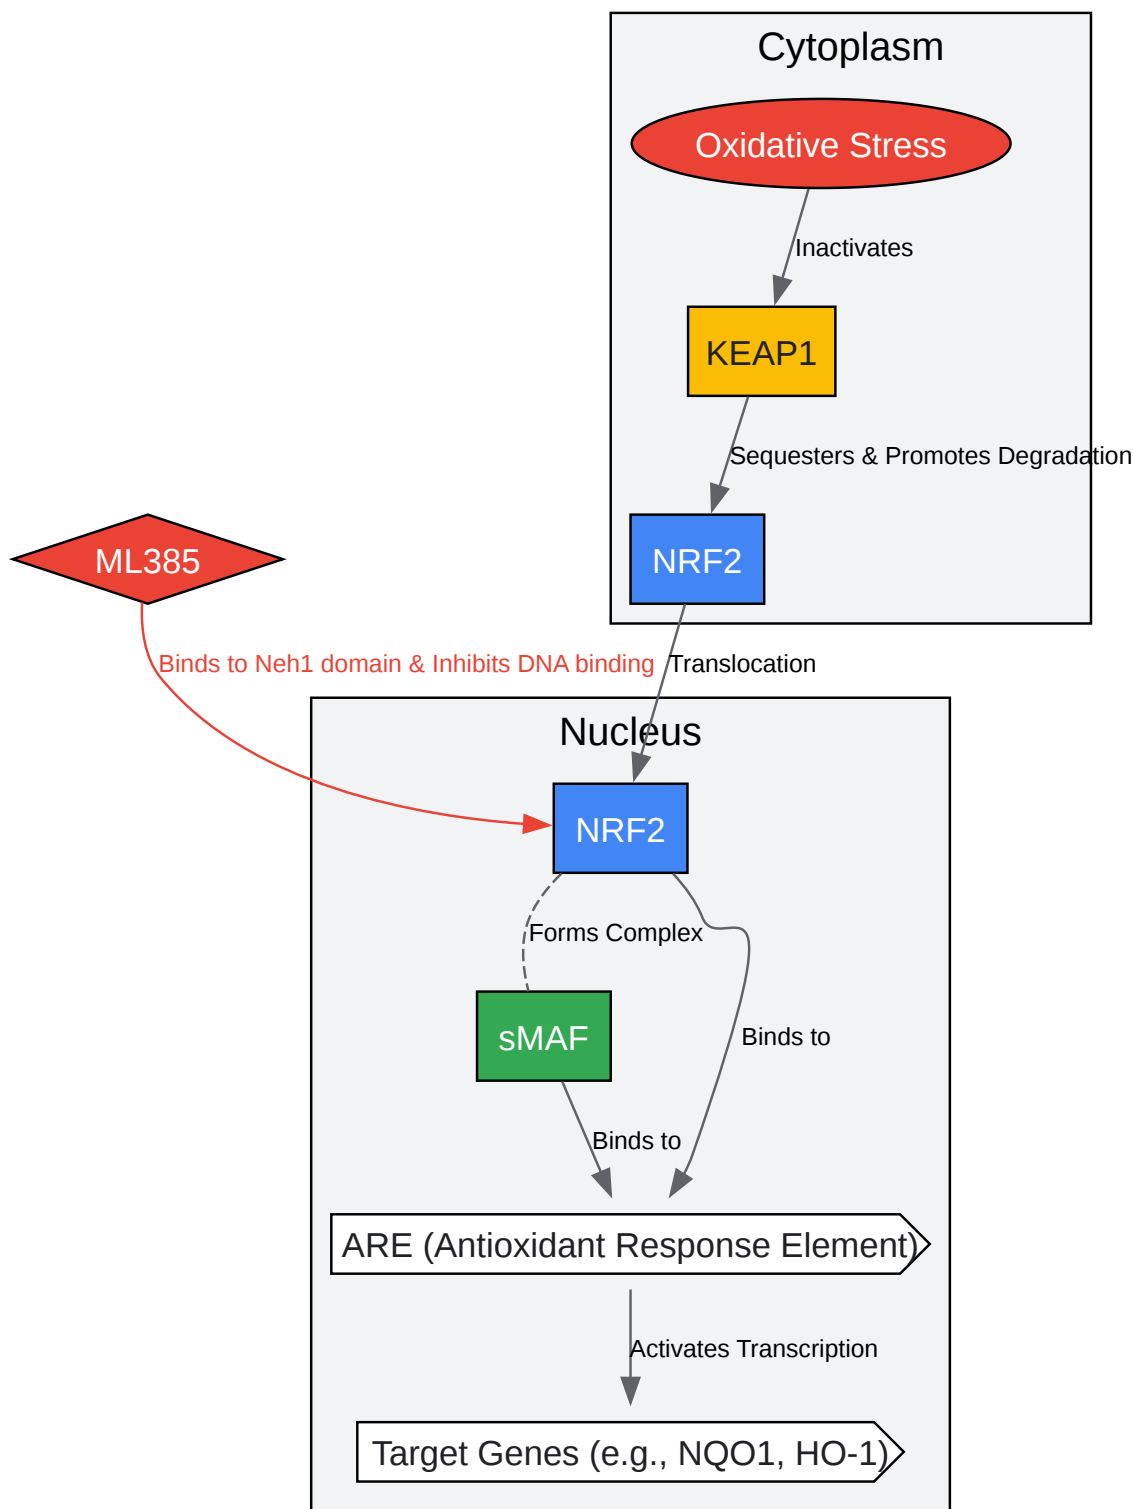 Cytoplasm
Oxidative Stress
Inactivates
KEAP1
Sequesters & Promotes Degradation
NRF2
ML385
Binds to Neh1 domain & Inhibits DNA binding
Translocation
Nucleus
NRF2
Forms Complex
sMAF
Binds to
Binds to
ARE (Antioxidant Response Element)
Activates Transcription
Target Genes (e.g., NQO1, HO-1)